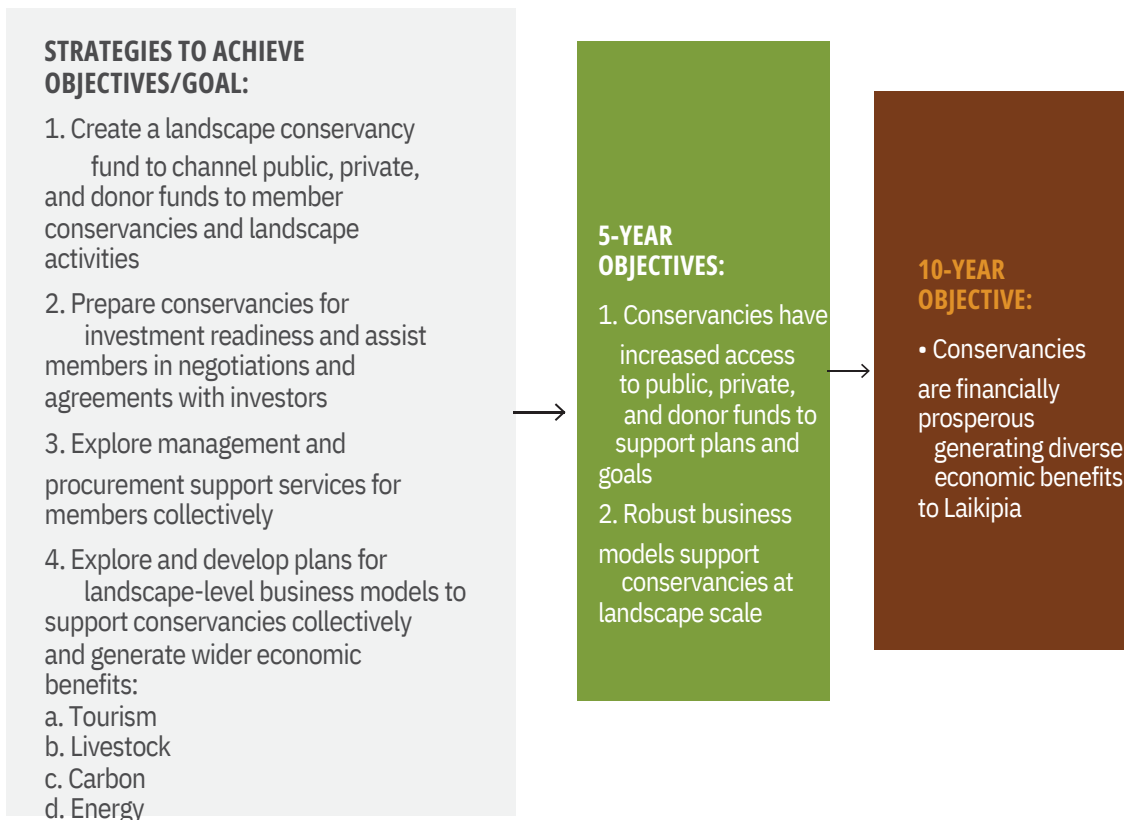 STRATEGIES TO ACHIEVE
OBJECTIVES/GOAL:
1. Create a landscape conservancy
fund to channel public, private,
and donor funds to member
conservancies and landscape
activities
2. Prepare conservancies for
investment readiness and assist
members in negotiations and
agreements with investors
3. Explore management and
procurement support services for
members collectively
4. Explore and develop plans for
landscape-level business models to
support conservancies collectively
and generate wider economic
benefits:
a. Tourism
b. Livestock
c. Carbon
d. Energy
5-YEAR
OBJECTIVES:
1. Conservancies have
increased access
to public, private,
and donor funds to
support plans and
goals
2. Robust business
models support
conservancies at
landscape scale
10-YEAR
OBJECTIVE:
• Conservancies
are financially
prosperous
generating diverse
economic benefits
to Laikipia